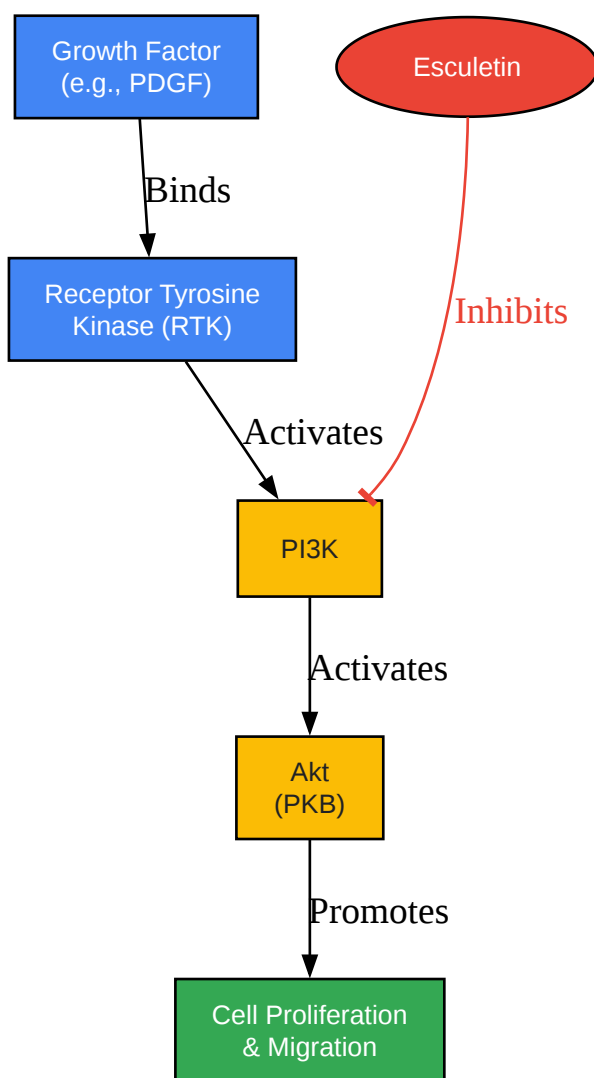 Growth Factor
(e.g., PDGF)
Esculetin
Binds
Receptor Tyrosine
Kinase (RTK)
Inhibits
Activates
PI3K
Activates
Akt
(PKB)
Promotes
Cell Proliferation
& Migration